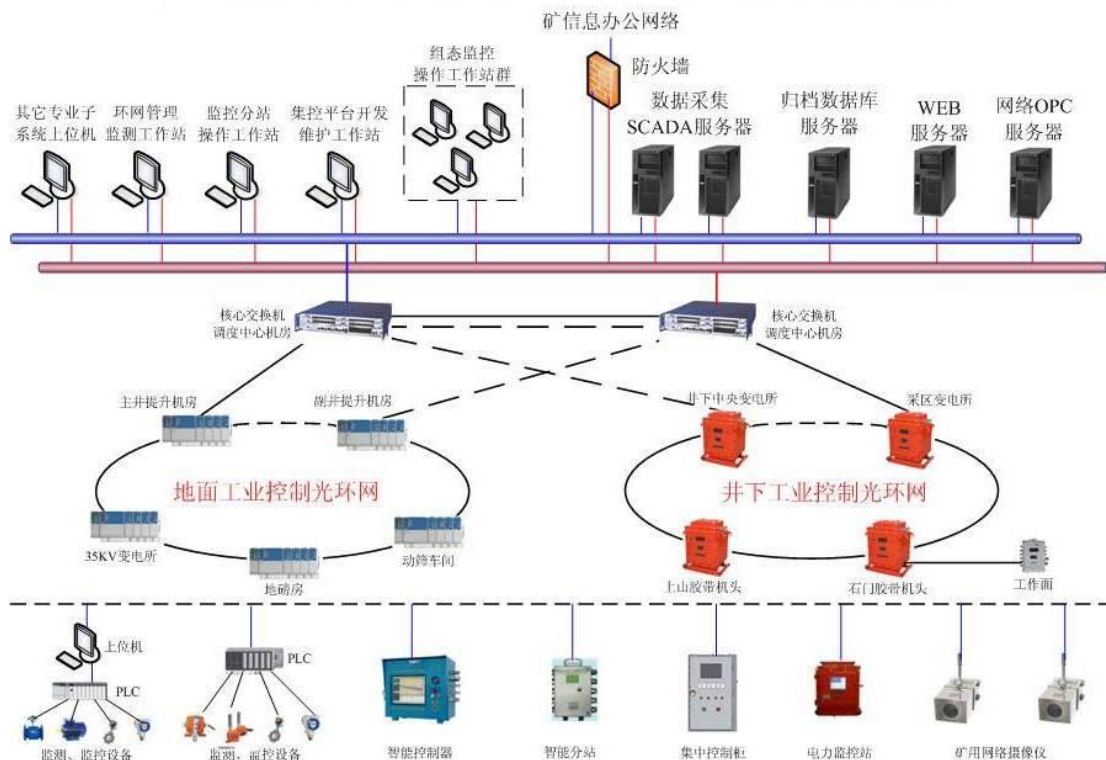 矿信息办公网络
防火墙
组态监控
操作工作站群
其它专业子
系统上位机
环网管理
监测工作站
监控分站
操作工作站
集控平台开发
维护工作站
数据采集
SCADA服务器
归档数据库
服务器
WEB
服务器
网络OPC
服务器
核心交换机
调度中心机房
核心交换机
调度中心机房
主井提升机房
副井提升机房
井下中央变电所
采区变电所
地面工业控制光环网
井下工业控制光环网
35KV变电所
地磅房
动筛车间
上山胶带机头
石门胶带机头
工作面
上位机
PLC
PLC
监测、监控设备
监测、监控设备
智能控制器
智能分站
集中控制柜
电力监控站
矿用网络摄像仪